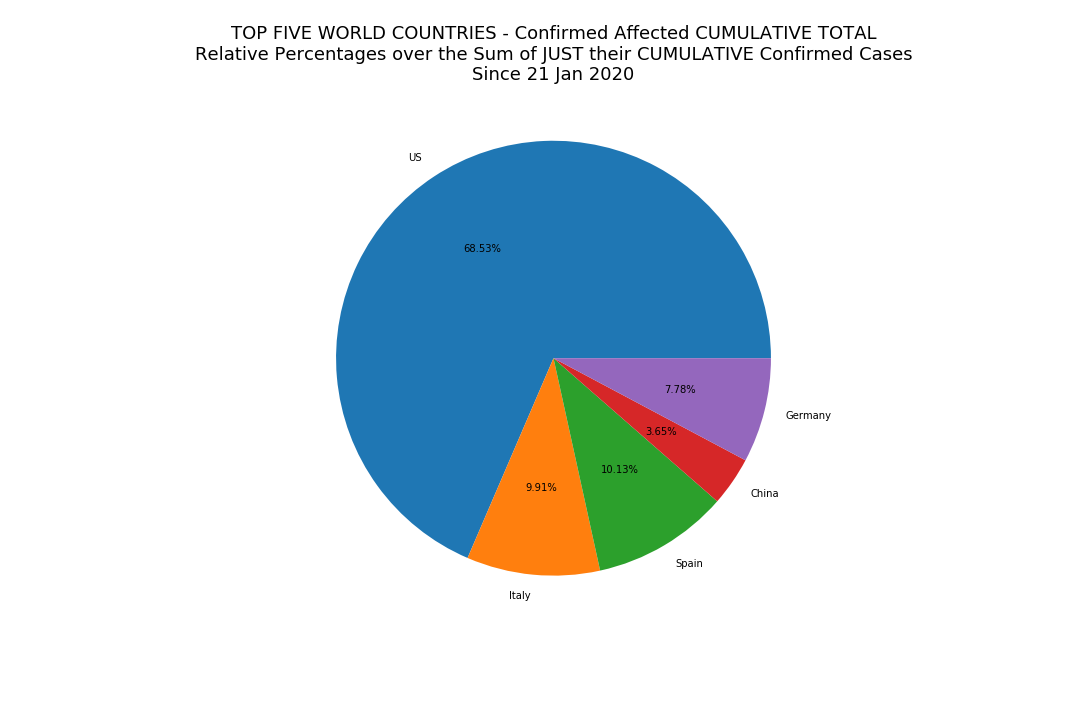 TOP FIVE WORLD COUNTRIES - Confirmed Affected CUMULATIVE TOTAL
Relative Percentages over the Sum of JUST their CUMULATIVE Confirmed Cases
Since 21 Jan 2020
US
68.53%
7.78%
Germany
3.65%
10.13%
9.91%
China
Spain
Italy